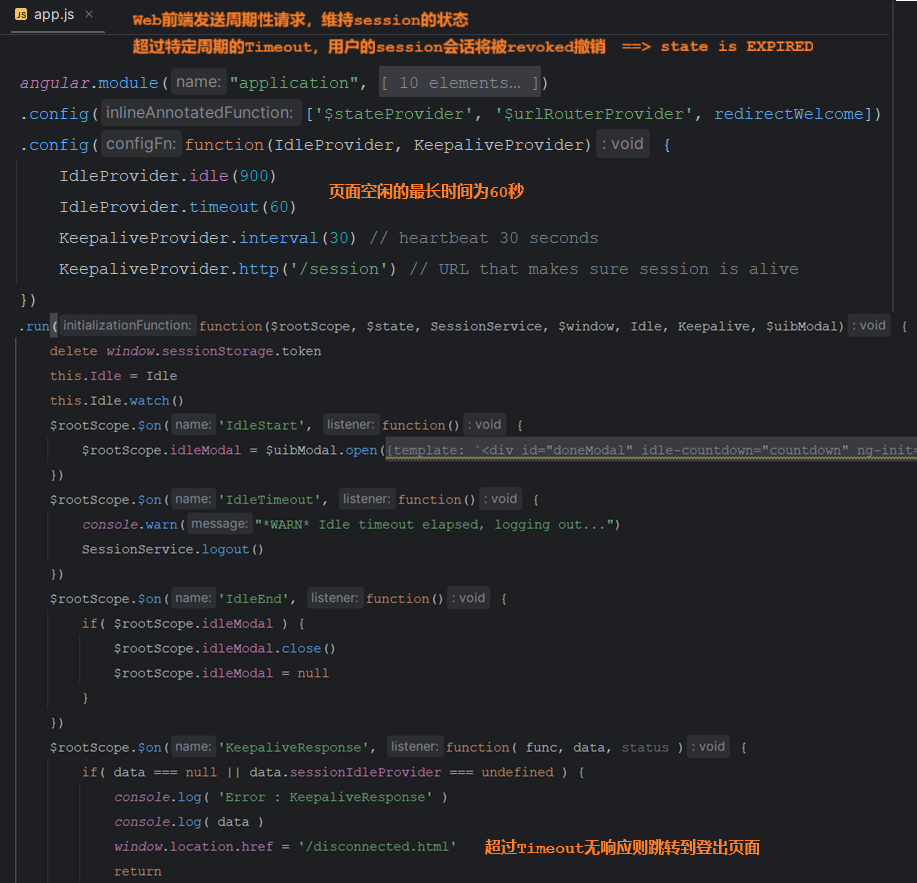 JS app.js ×
Web前端发送周期性请求，维持session的状态
超过特定周期的Timeout，用户的session会话将被revoked撤销 ==> state is EXPIRED
angular.module( name: "application", [ 10 elements… ])
.config( inlineAnnotatedFunction: ['$stateProvider', '$urlRouterProvider', redirectWelcome])
.config( configFn: function(IdleProvider, KeepaliveProvider) : void {
IdleProvider.idle(900)
页面空闲的最长时间为60秒
IdleProvider.timeout(60)
KeepaliveProvider.interval(30) // heartbeat 30 seconds
KeepaliveProvider.http('/session') // URL that makes sure session is alive
})
.run( initializationFunction: function($rootScope, $state, SessionService, $window, Idle, Keepalive, $uibModal) : void {
delete window.sessionStorage.token
this.Idle = Idle
this.Idle.watch()
$rootScope.$on( name: 'IdleStart', listener: function() : void {
$rootScope.idleModal = $uibModal.open({template: `<div id="doneModal" idle-countdown="countdown" ng-init=
})
$rootScope.$on( name: 'IdleTimeout', listener: function() : void {
console.warn( message: "*WARN* Idle timeout elapsed, logging out...")
SessionService.logout()
})
$rootScope.$on( name: 'IdleEnd', listener: function() : void {
if( $rootScope.idleModal ) {
$rootScope.idleModal.close()
$rootScope.idleModal = null
}
})
$rootScope.$on( name: 'KeepaliveResponse', listener: function( func, data, status ) : void {
if( data === null || data.sessionIdleProvider === undefined ) {
console.log( 'Error : KeepaliveResponse' )
console.log( data )
window.location.href = '/disconnected.html' 超过Timeout无响应则跳转到登出页面
return